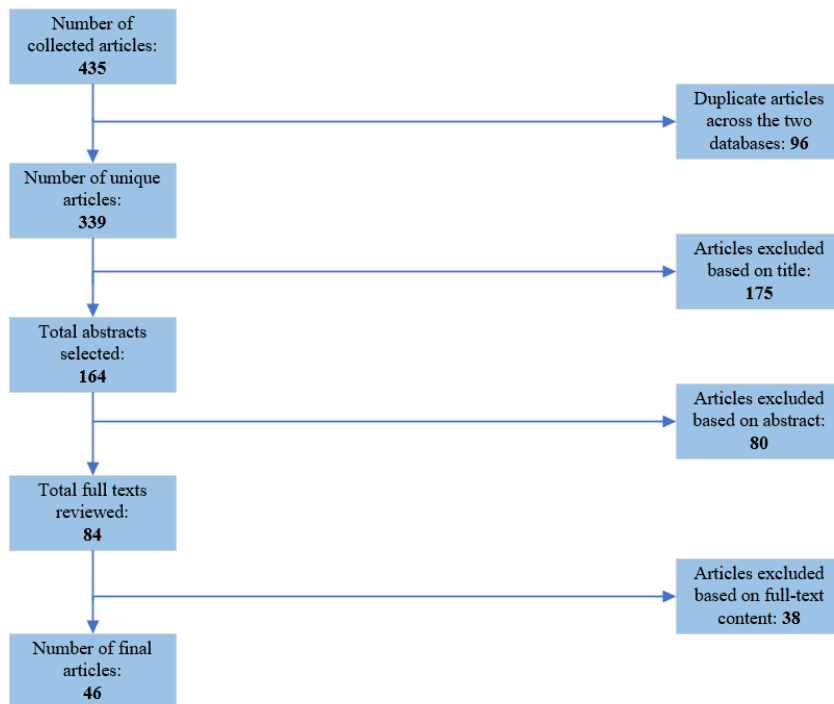 Number of
collected articles:
435
Duplicate articles
across the two
databases: 96
Number of unique
articles:
339
Articles excluded
based on title:
175
Total abstracts
selected:
164
Articles excluded
based on abstract:
80
Total full texts
reviewed:
84
Articles excluded
based on full-text
content: 38
Number of final
articles:
46